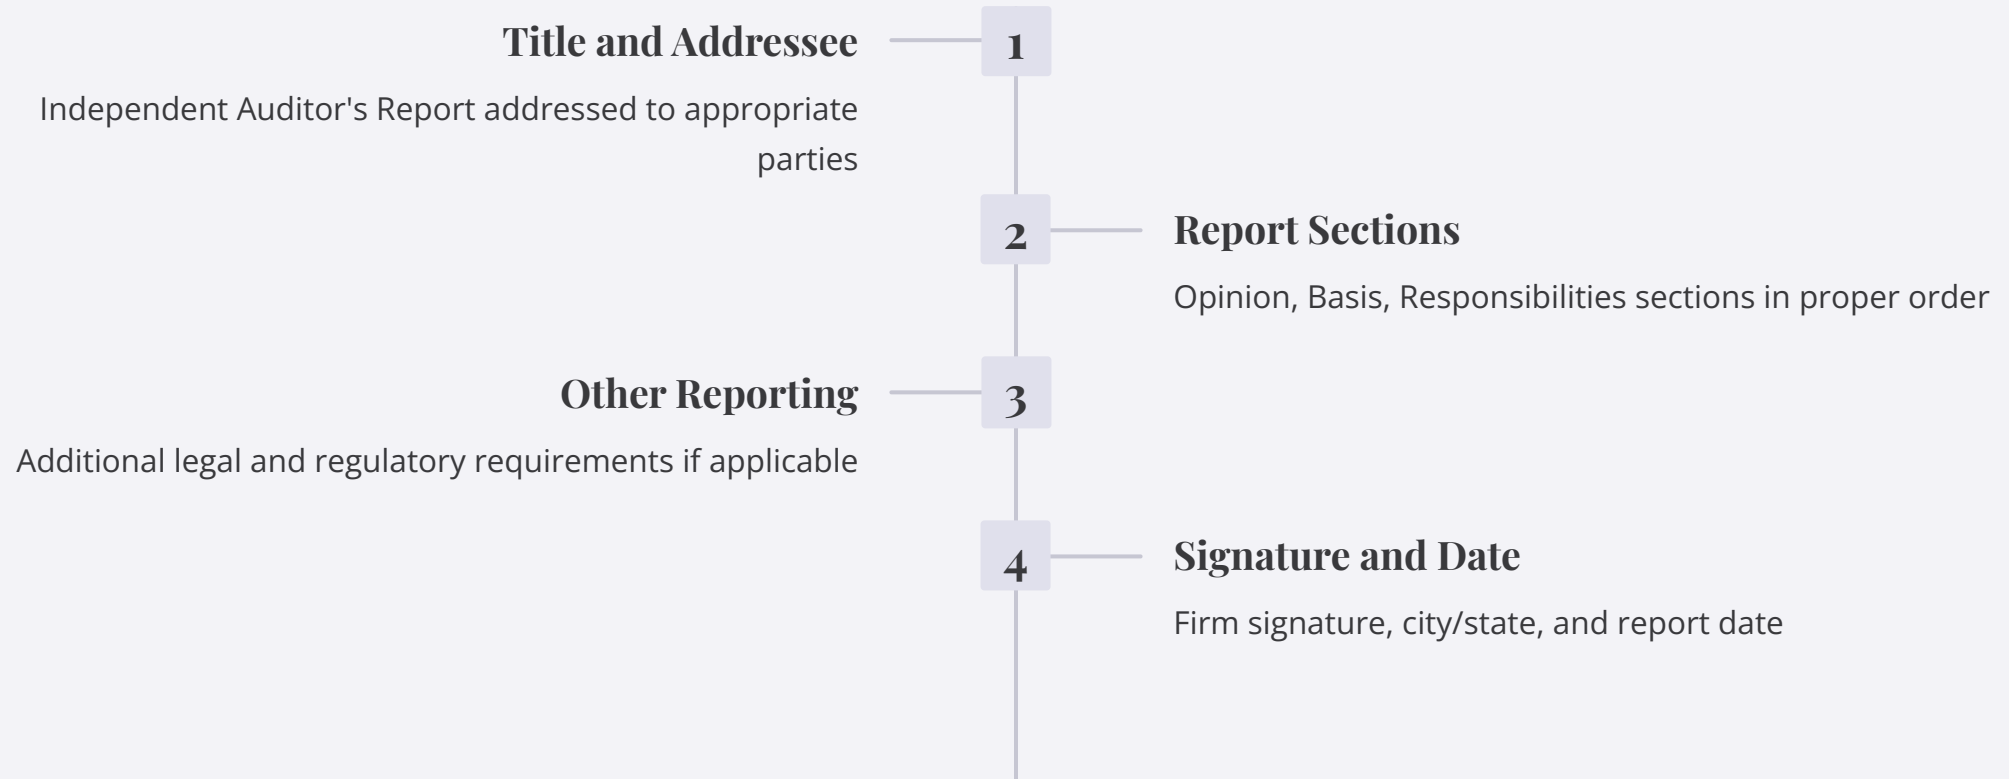 Title and Addressee
1
Independent Auditor's Report addressed to appropriate
parties
2
Report Sections
Opinion, Basis, Responsibilities sections in proper order
Other Reporting
3
Additional legal and regulatory requirements if applicable
4
Signature and Date
Firm signature, city/state, and report date